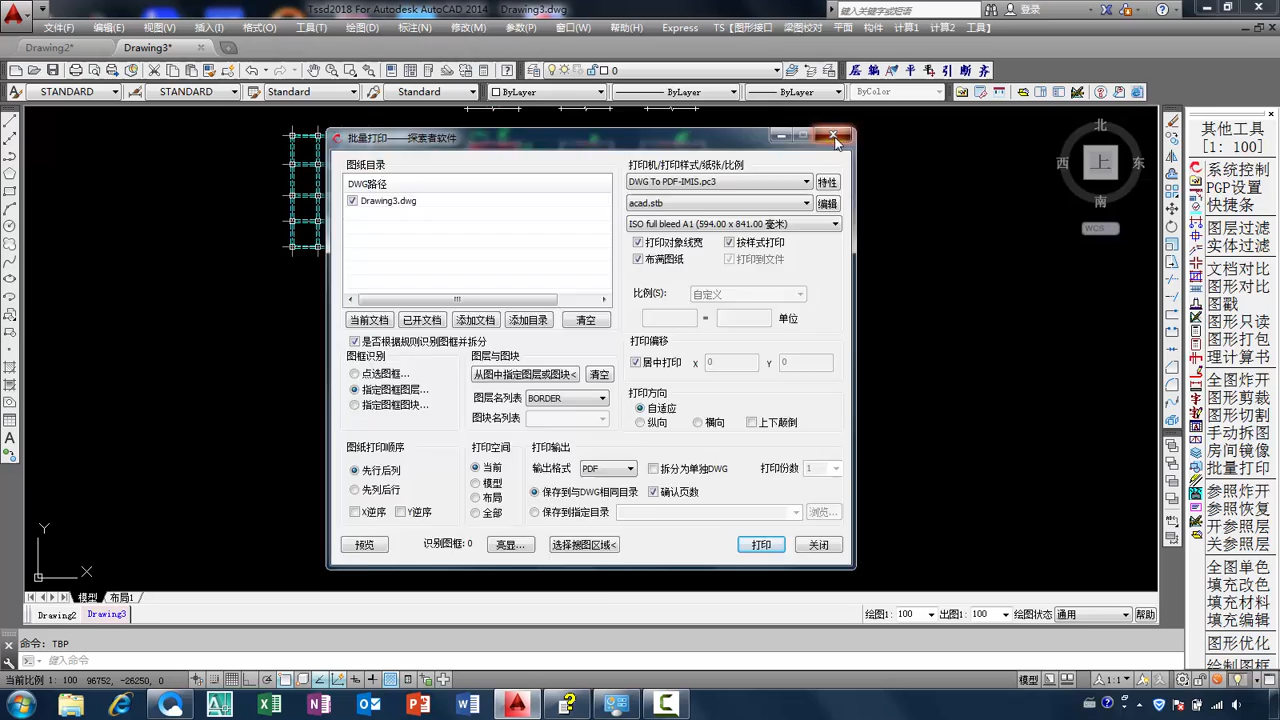 Tssd2018 For Autodesk AutoCAD 2014 Drawing3.dwg
键入关键字或短语
登录
文件(F) 编辑(E) 视图(V) 插入(I) 格式(O) 工具(T) 绘图(D) 标注(N) 修改(M) 参数(P) 窗口(W) 帮助(H) Express TS【图形接口 梁图校对 平面 构件 计算1 计算2 工具】
Drawing2* Drawing3*
0
STANDARD STANDARD Standard Standard ByLayer ByLayer ByLayer ByColor
批量打印——探索者软件
图纸目录
DWG路径
Drawing3.dwg
当前文档 已开文档 添加文档 添加目录 清空
是否根据规则识别图框并拆分
图框识别
点选图框...
指定图框图层...
指定图框图块...
图层与图块
从图中指定图层或图块< 清空
图层名列表 BORDER
图块名列表
图纸打印顺序
先行后列
先列后行
X逆序 Y逆序
打印空间
当前
模型
布局
全部
打印机/打印样式/纸张/比例
DWG To PDF-IMIS.pc3 特性
acad.stb 编辑
ISO full bleed A1 (594.00 x 841.00 毫米)
打印对象线宽 按样式打印
布满图纸 打印到文件
比例(S): 自定义
= 单位
打印偏移
居中打印 X 0 Y 0
打印方向
自适应
纵向 横向 上下颠倒
打印输出
输出格式 PDF 拆分为单独DWG 打印份数 1
保存到与DWG相同目录 确认页数
保存到指定目录 浏览...
预览 识别图框: 0 亮显... 选择搜图区域< 打印 关闭
北
西 上 东
南
WCS
其他工具
[1: 100]
系统控制
PGP设置
快捷条
图层过滤
实体过滤
文档对比
图形对比
图戳
图形只读
图形打包
理计算书
全图炸开
图形剪裁
图形切割
手动拆图
房间镜像
批量打印
参照炸开
参照恢复
开参照层
关参照层
全图单色
填充改色
填充材料
填充编辑
图形优化
绘制图框
Y
X
模型 布局1
Drawing2 Drawing3
绘图1: 100 出图1: 100 绘图状态 通用 帮助
命令: TBP
键入命令
当前比例 1: 100 96752, -26250, 0
模型 1:1